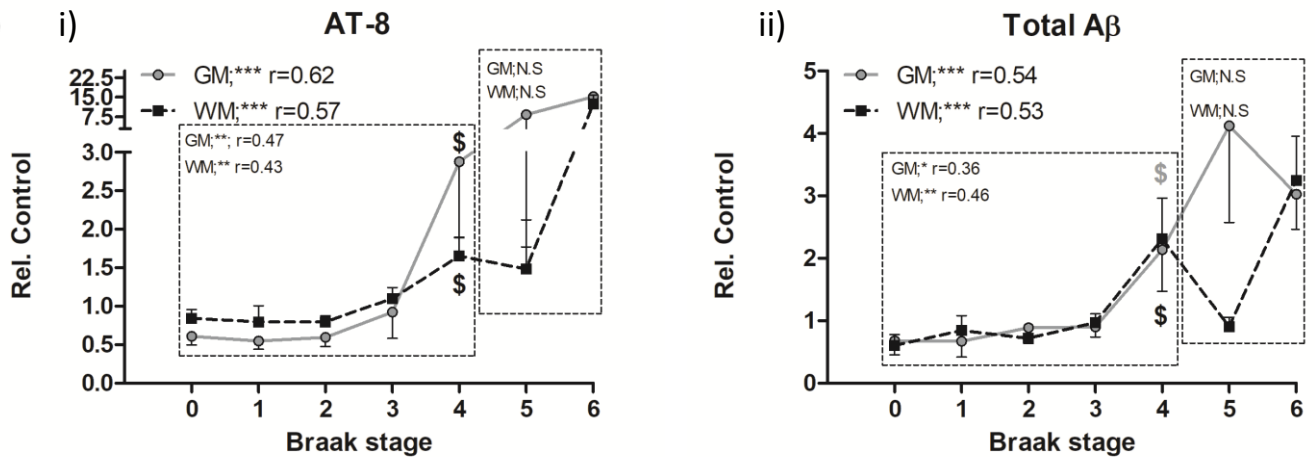 i)
AT-8
GM;*** r=0.62
WM;*** r=0.57
GM;**; r=0.47
WM;** r=0.43
GM;N.S
WM;N.S
$
$
Rel. Control
22.5
15.0
7.5
3.0
2.5
2.0
1.5
1.0
0.5
0.0
0 1 2 3 4 5 6
Braak stage
ii)
Total Aβ
GM;*** r=0.54
WM;*** r=0.53
GM;* r=0.36
WM;** r=0.46
GM;N.S
WM;N.S
$
$
Rel. Control
5
4
3
2
1
0
0 1 2 3 4 5 6
Braak stage